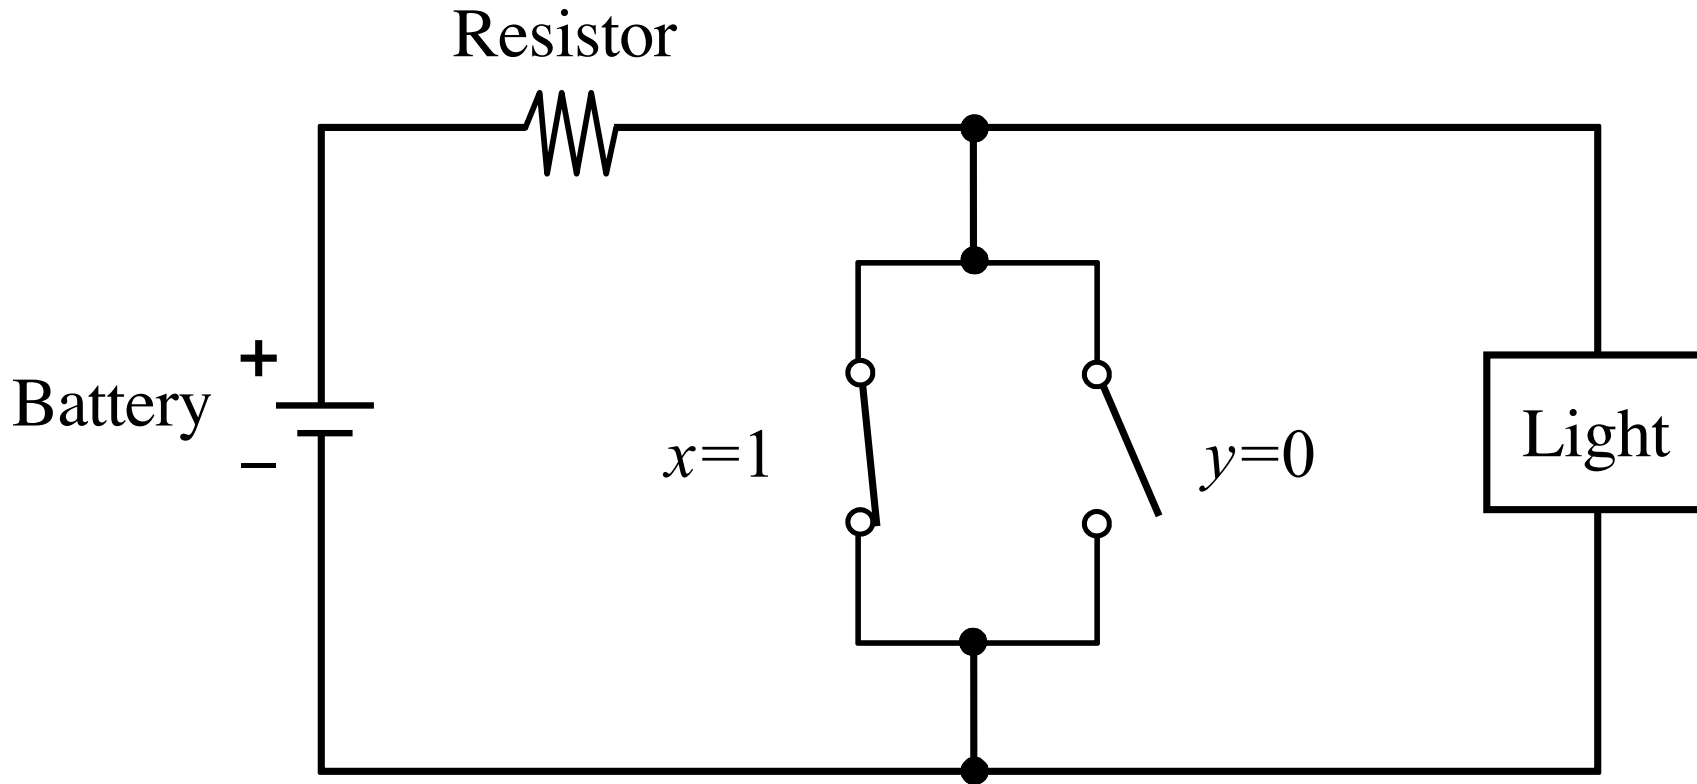 Resistor
+
Battery
−
x=1
y=0
Light